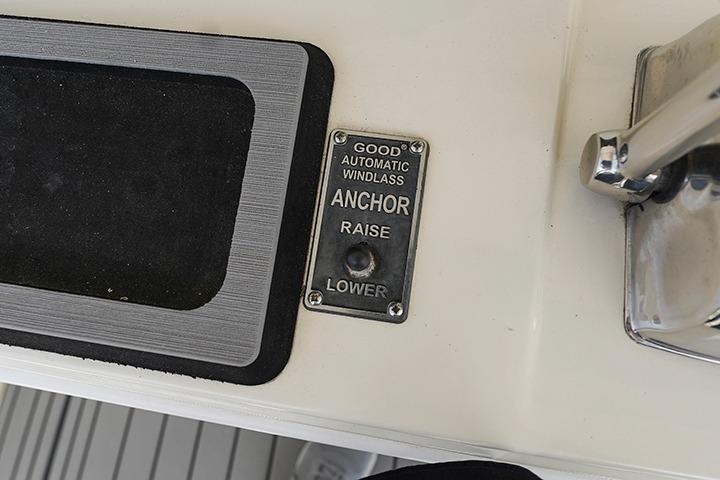 GOOD®
AUTOMATIC
WINDLASS
ANCHOR
RAISE
LOWER